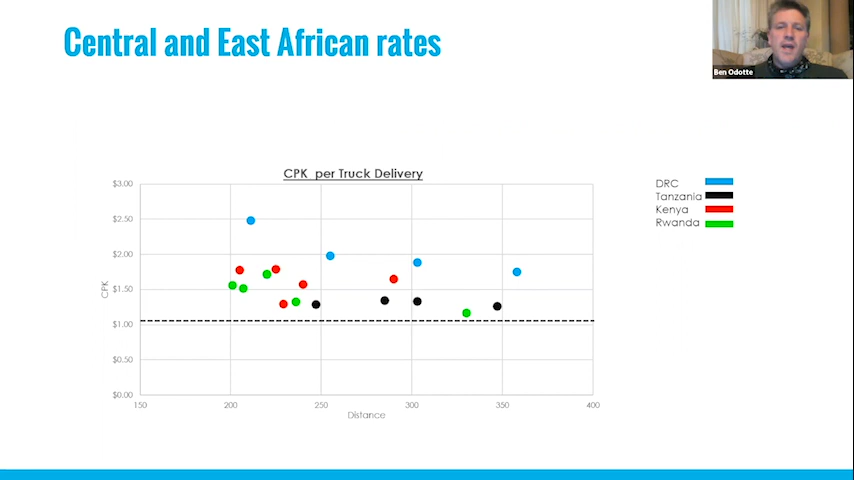 Central and East African rates
Ben Odotte
CPK per Truck Delivery
$3.00
$2.50
$2.00
$1.50
$1.00
$0.50
$0.00
CPK
150 200 250 300 350 400
Distance
DRC
Tanzania
Kenya
Rwanda